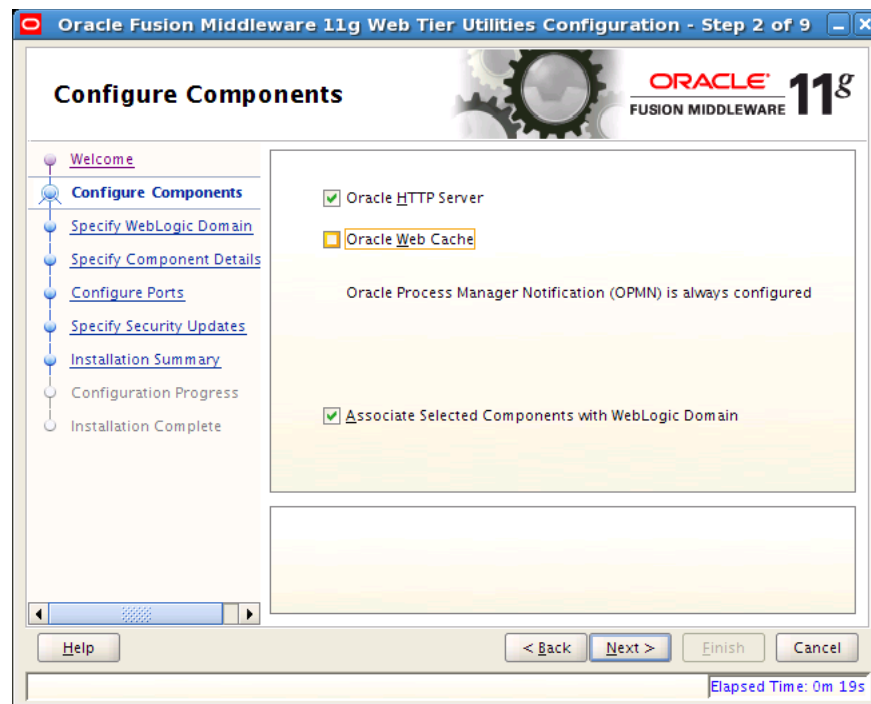 Oracle Fusion Middleware 11g Web Tier Utilities Configuration - Step 2 of 9
Configure Components
ORACLE
FUSION MIDDLEWARE
11g
Welcome
Configure Components
Specify WebLogic Domain
Specify Component Details
Configure Ports
Specify Security Updates
Installation Summary
Configuration Progress
Installation Complete
Oracle HTTP Server
Oracle Web Cache
Oracle Process Manager Notification (OPMN) is always configured
Associate Selected Components with WebLogic Domain
Help
< Back
Next >
Finish
Cancel
Elapsed Time: 0m 19s